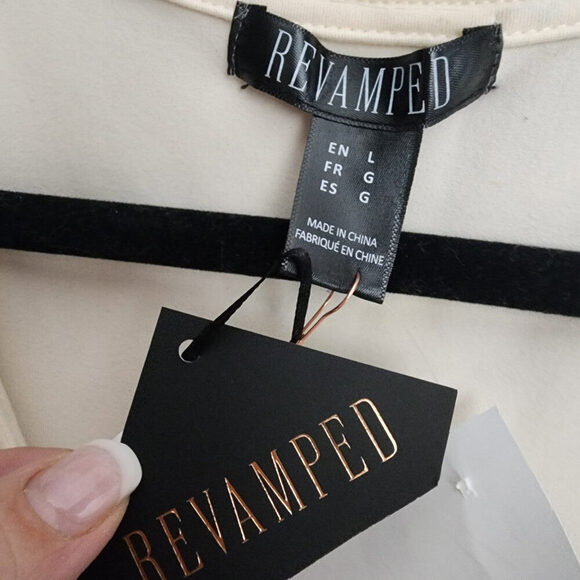 REVAMPED
EN L
FR G
ES G
MADE IN CHINA
FABRIQUÉ EN CHINE
REVAMPED